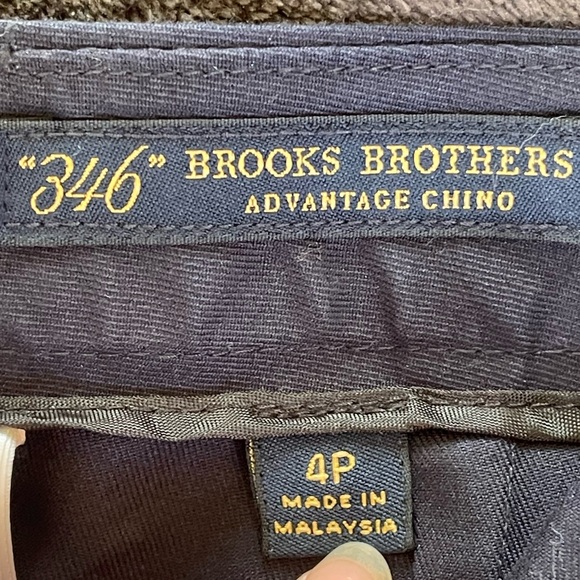 "346" BROOKS BROTHERS
ADVANTAGE CHINO
4P
MADE IN
MALAYSIA